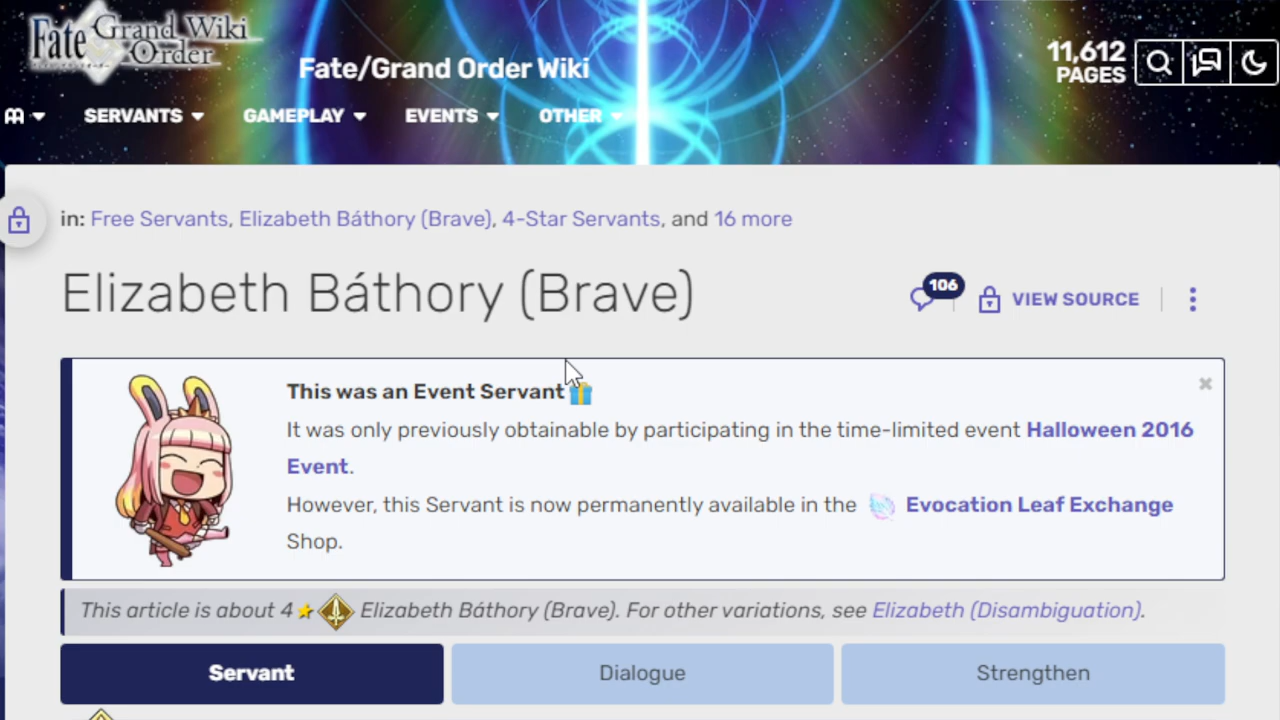 Fate Grand Wiki
Order
Fate/Grand Order Wiki
11,612
PAGES
SERVANTS
GAMEPLAY
EVENTS
OTHER
in: Free Servants, Elizabeth Báthory (Brave), 4-Star Servants, and 16 more
Elizabeth Báthory (Brave)
106
VIEW SOURCE
This was an Event Servant
It was only previously obtainable by participating in the time-limited event Halloween 2016
Event.
However, this Servant is now permanently available in the Evocation Leaf Exchange
Shop.
This article is about 4 Elizabeth Báthory (Brave). For other variations, see Elizabeth (Disambiguation).
Servant
Dialogue
Strengthen